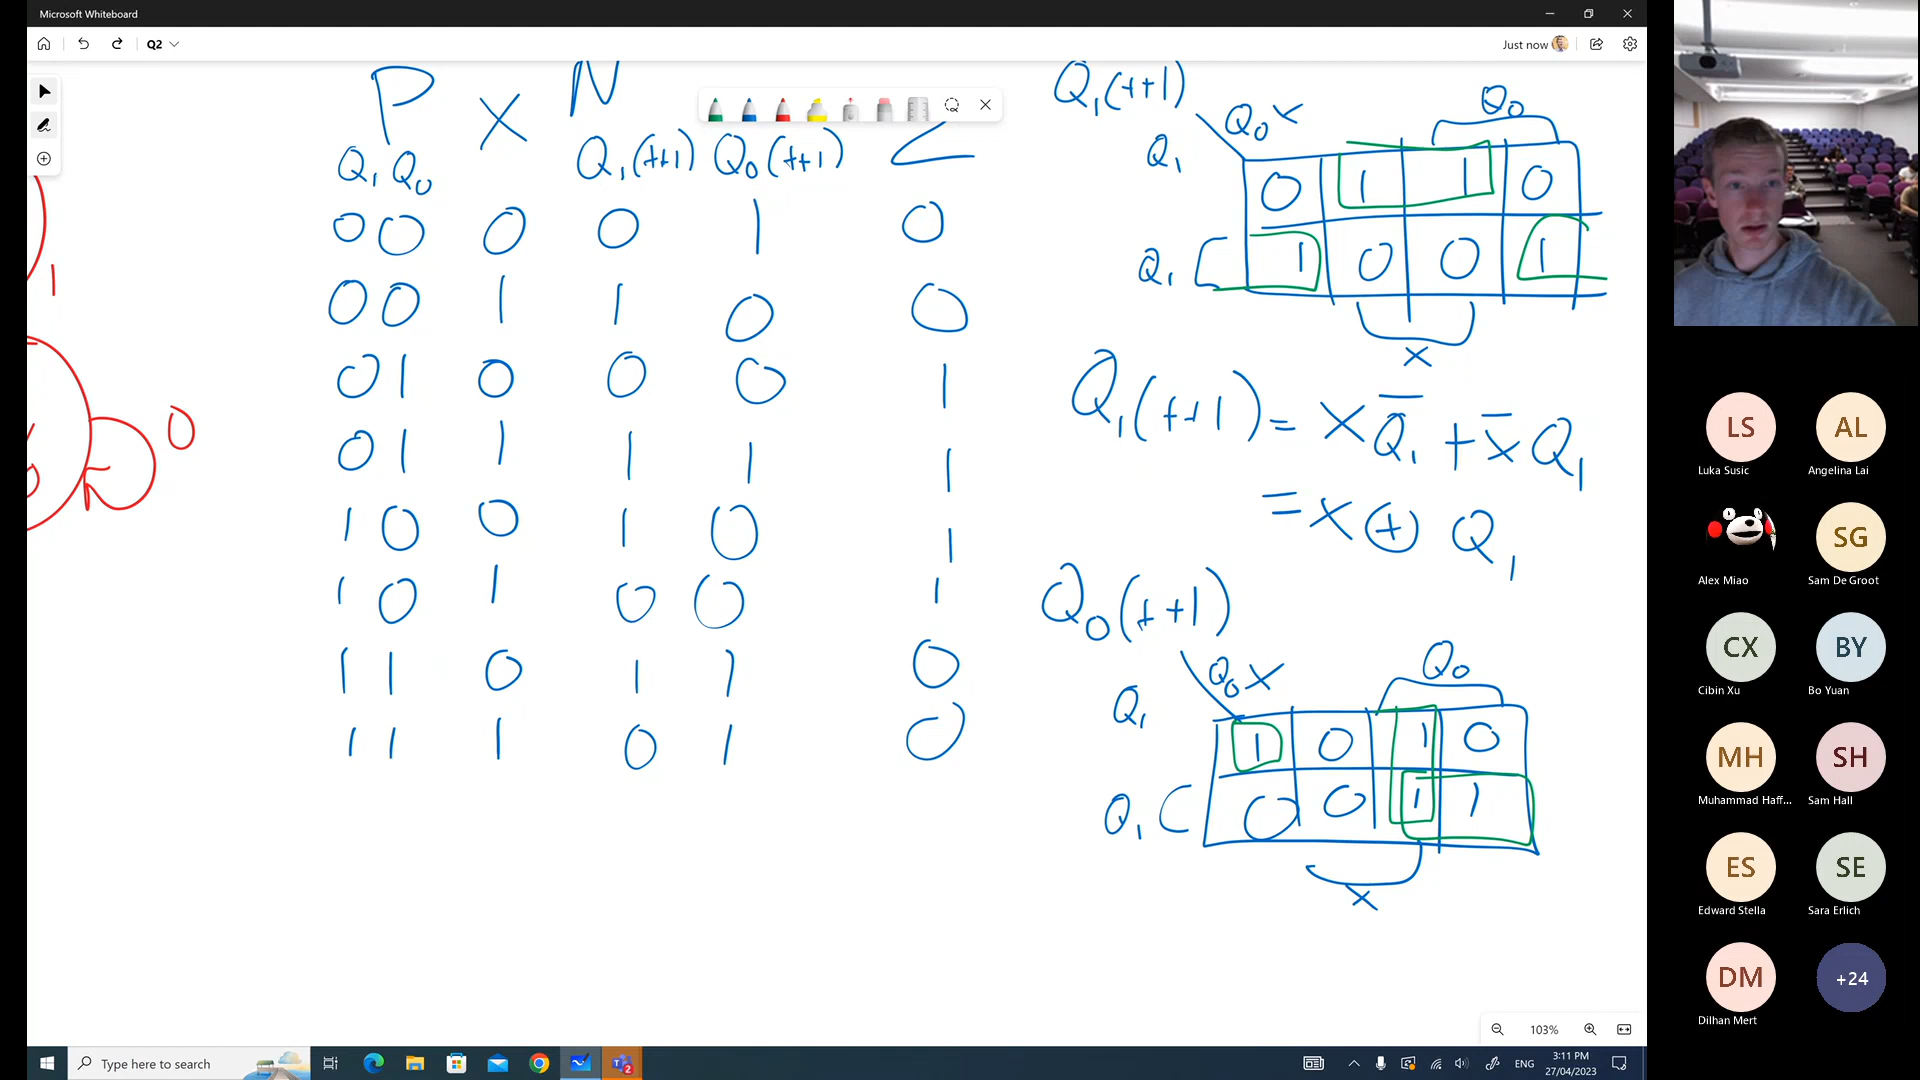 Microsoft Whiteboard
Q2
Just now
P X N
Q1 Q0 Q1(t+1) Q0(t+1) Z
0 0 0 0 1 0
0 0 1 1 0 0
0 1 0 0 0 1
0 1 1 1 1 1
1 0 0 1 0 1
1 0 1 0 0 1
1 1 0 1 1 0
1 1 1 0 1 0
1
0
Q1(t+1)
Q0 X
Q0
Q1
0 1 1 0
Q1 1 0 0 1
X
Q1(t+1) = X Q̅1 + X̅ Q1
= X ⊕ Q1
Q0(t+1)
Q0 X
Q0
Q1
1 0 1 0
Q1 0 0 1 1
X
103%
LS AL
Luka Susic Angelina Lai
SG
Alex Miao Sam De Groot
CX BY
Cibin Xu Bo Yuan
MH SH
Muhammad Haff... Sam Hall
ES SE
Edward Stella Sara Erlich
DM +24
Dilhan Mert
Type here to search
2
ENG
3:11 PM
27/04/2023